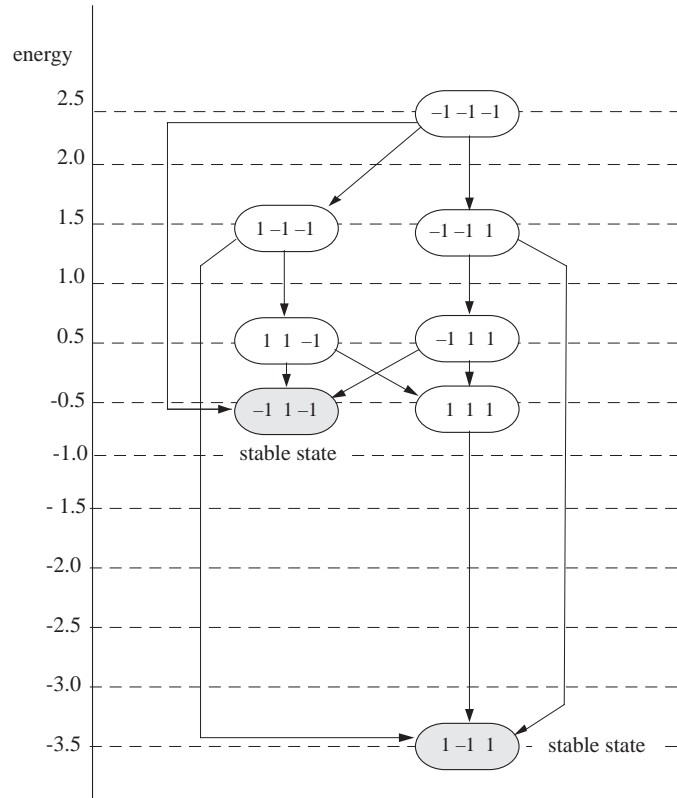 energy
2.5
–1 –1 –1
2.0
1.5
1 –1 –1
–1 –1 1
1.0
0.5
1 1 –1
–1 1 1
-0.5
–1 1 –1
1 1 1
-1.0
stable state
- 1.5
-2.0
-2.5
-3.0
-3.5
1 –1 1
stable state